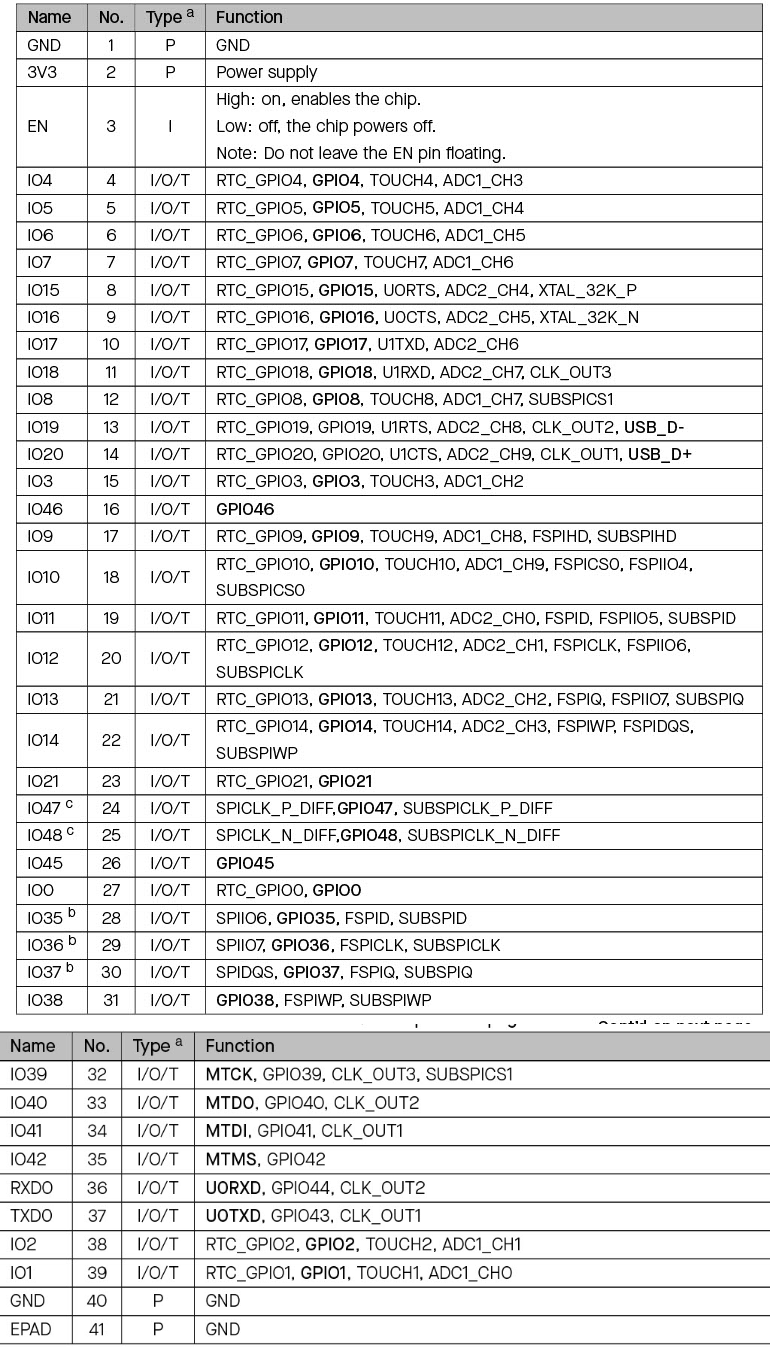 Name No. Type a Function
GND 1 P GND
3V3 2 P Power supply
High: on, enables the chip.
EN 3 I Low: off, the chip powers off.
Note: Do not leave the EN pin floating.
IO4 4 I/O/T RTC_GPIO4, GPIO4, TOUCH4, ADC1_CH3
IO5 5 I/O/T RTC_GPIO5, GPIO5, TOUCH5, ADC1_CH4
IO6 6 I/O/T RTC_GPIO6, GPIO6, TOUCH6, ADC1_CH5
IO7 7 I/O/T RTC_GPIO7, GPIO7, TOUCH7, ADC1_CH6
IO15 8 I/O/T RTC_GPIO15, GPIO15, U0RTS, ADC2_CH4, XTAL_32K_P
IO16 9 I/O/T RTC_GPIO16, GPIO16, U0CTS, ADC2_CH5, XTAL_32K_N
IO17 10 I/O/T RTC_GPIO17, GPIO17, U1TXD, ADC2_CH6
IO18 11 I/O/T RTC_GPIO18, GPIO18, U1RXD, ADC2_CH7, CLK_OUT3
IO8 12 I/O/T RTC_GPIO8, GPIO8, TOUCH8, ADC1_CH7, SUBSPICS1
IO19 13 I/O/T RTC_GPIO19, GPIO19, U1RTS, ADC2_CH8, CLK_OUT2, USB_D-
IO20 14 I/O/T RTC_GPIO20, GPIO20, U1CTS, ADC2_CH9, CLK_OUT1, USB_D+
IO3 15 I/O/T RTC_GPIO3, GPIO3, TOUCH3, ADC1_CH2
IO46 16 I/O/T GPIO46
IO9 17 I/O/T RTC_GPIO9, GPIO9, TOUCH9, ADC1_CH8, FSPIHD, SUBSPIHD
IO10 18 I/O/T RTC_GPIO10, GPIO10, TOUCH10, ADC1_CH9, FSPICS0, FSPIIO4,
SUBSPICS0
IO11 19 I/O/T RTC_GPIO11, GPIO11, TOUCH11, ADC2_CH0, FSPID, FSPIIO5, SUBSPID
IO12 20 I/O/T RTC_GPIO12, GPIO12, TOUCH12, ADC2_CH1, FSPICLK, FSPIIO6,
SUBSPICLK
IO13 21 I/O/T RTC_GPIO13, GPIO13, TOUCH13, ADC2_CH2, FSPIQ, FSPIIO7, SUBSPIQ
IO14 22 I/O/T RTC_GPIO14, GPIO14, TOUCH14, ADC2_CH3, FSPIWP, FSPIDQS,
SUBSPIWP
IO21 23 I/O/T RTC_GPIO21, GPIO21
IO47 c 24 I/O/T SPICLK_P_DIFF,GPIO47, SUBSPICLK_P_DIFF
IO48 c 25 I/O/T SPICLK_N_DIFF,GPIO48, SUBSPICLK_N_DIFF
IO45 26 I/O/T GPIO45
IO0 27 I/O/T RTC_GPIO0, GPIO0
IO35 b 28 I/O/T SPIIO6, GPIO35, FSPID, SUBSPID
IO36 b 29 I/O/T SPIIO7, GPIO36, FSPICLK, SUBSPICLK
IO37 b 30 I/O/T SPIDQS, GPIO37, FSPIQ, SUBSPIQ
IO38 31 I/O/T GPIO38, FSPIWP, SUBSPIWP
Name No. Type a Function
IO39 32 I/O/T MTCK, GPIO39, CLK_OUT3, SUBSPICS1
IO40 33 I/O/T MTDO, GPIO40, CLK_OUT2
IO41 34 I/O/T MTDI, GPIO41, CLK_OUT1
IO42 35 I/O/T MTMS, GPIO42
RXD0 36 I/O/T U0RXD, GPIO44, CLK_OUT2
TXD0 37 I/O/T U0TXD, GPIO43, CLK_OUT1
IO2 38 I/O/T RTC_GPIO2, GPIO2, TOUCH2, ADC1_CH1
IO1 39 I/O/T RTC_GPIO1, GPIO1, TOUCH1, ADC1_CH0
GND 40 P GND
EPAD 41 P GND